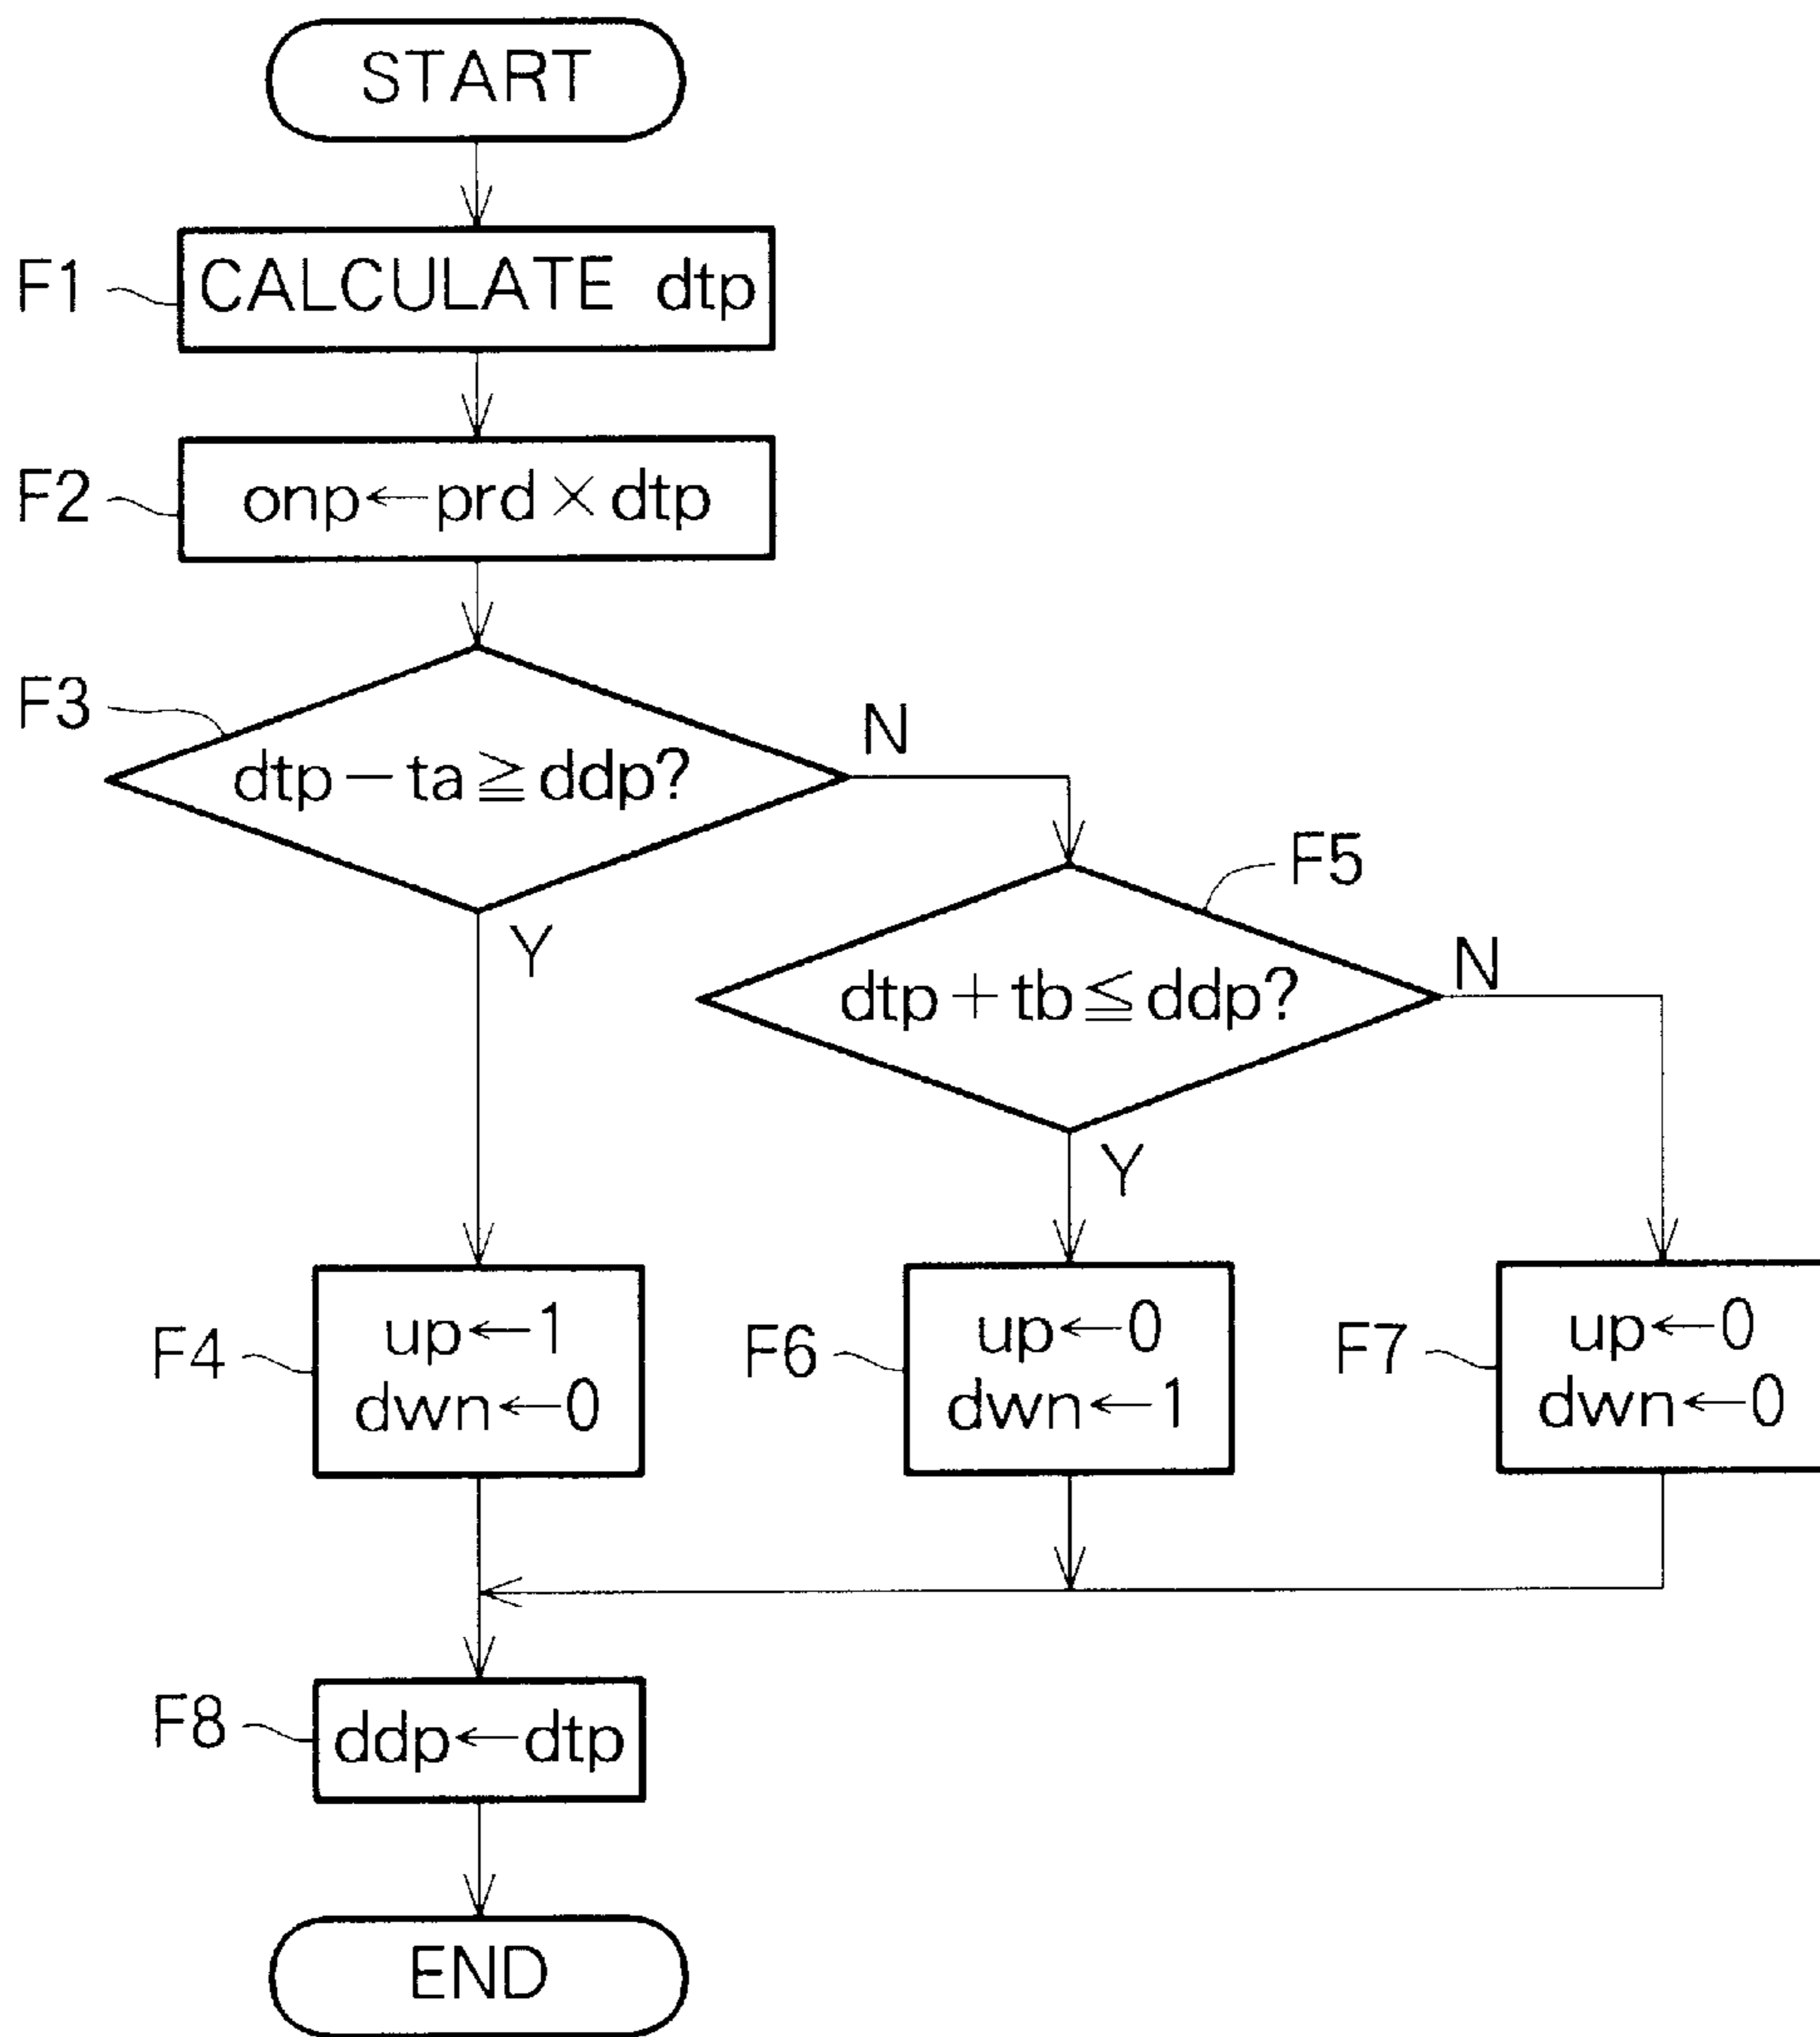 START
F1
CALCULATE dtp
F2
onp←prd×dtp
F3
dtp－ta≧ddp?
N
Y
F5
dtp＋tb≦ddp?
N
Y
F4
up←1
dwn←0
F6
up←0
dwn←1
F7
up←0
dwn←0
F8
ddp←dtp
END